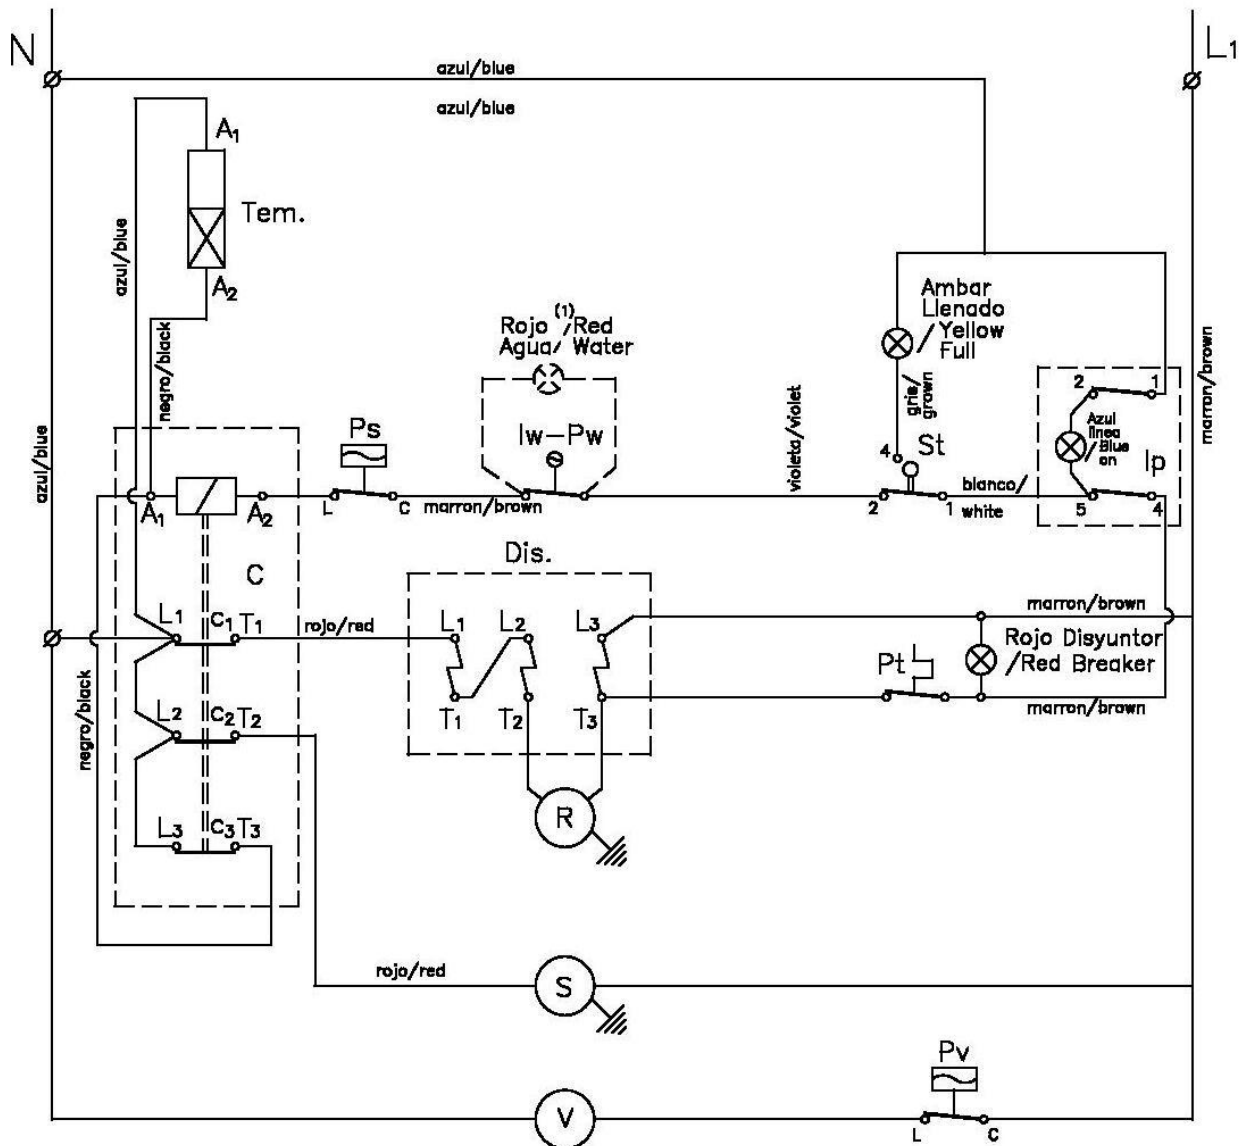 N
L1
azul/blue
azul/blue
A1
Tem.
A2
azul/blue
negro/black
Rojo (1)/Red
Agua/ Water
Ambar
Llenado
/Yellow
Full
gris/
grown
marron/brown
2
1
Azul
linea
/Blue
on
Ip
5
4
azul/blue
Ps
Iw-Pw
violeta/violet
4
St
blanco/
white
A1
A2
L
C
marron/brown
2
1
C
Dis.
L1
C1
T1
rojo/red
L1
L2
L3
marron/brown
Rojo Disyuntor
/Red Breaker
Pt
marron/brown
T1
T2
T3
negro/black
L2
C2
T2
L3
C3
T3
R
rojo/red
S
Pv
V
L
C